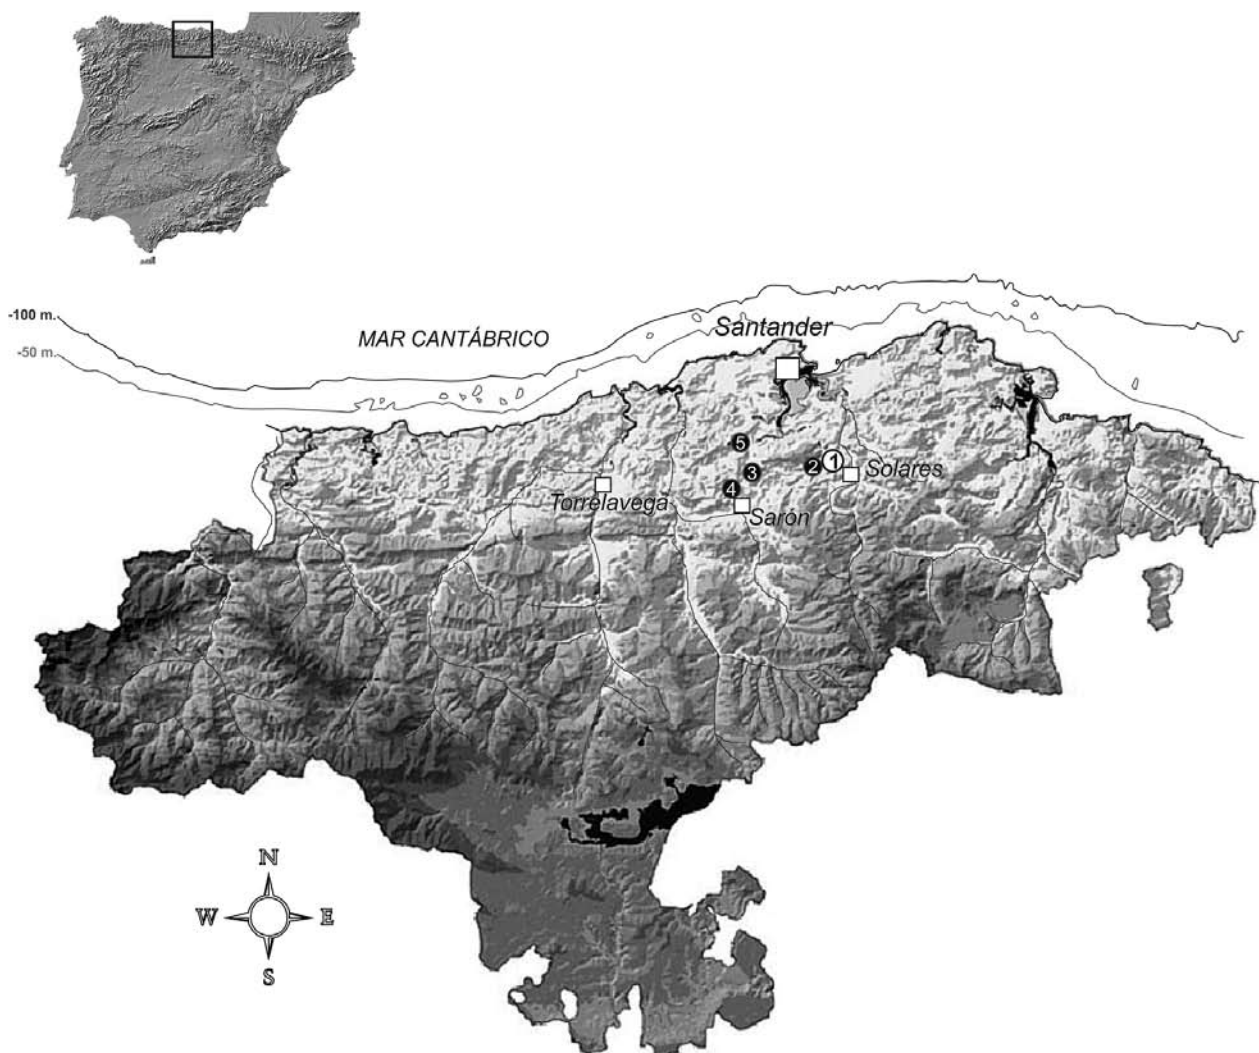 -100 m.
-50 m.
MAR CANTÁBRICO
Santander
5
3
4
2
1
Solares
Torrelavega
Sarón
N
W
E
S